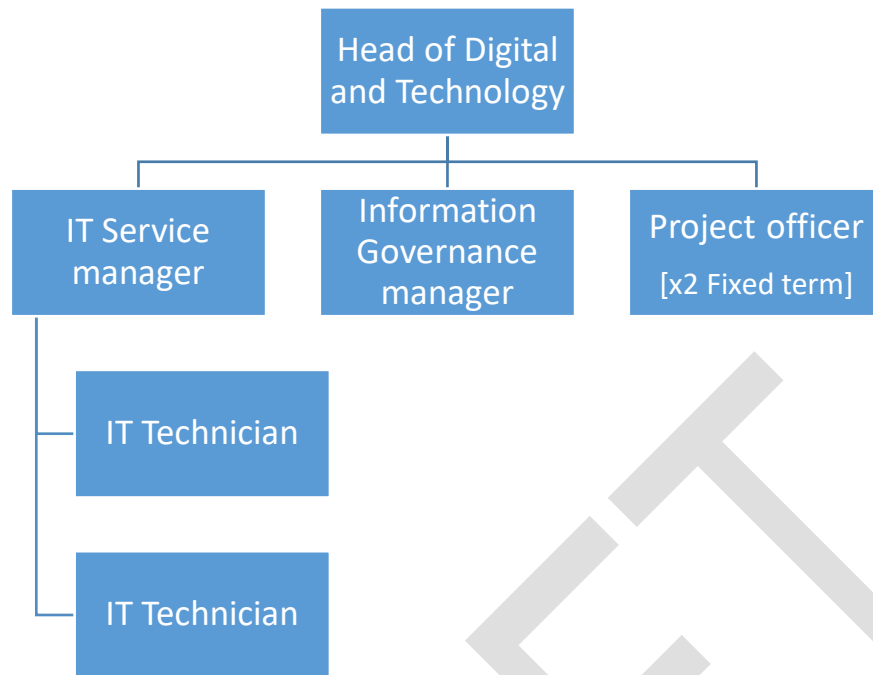 Head of Digital
and Technology
IT Service
manager
Information
Governance
manager
Project officer
[x2 Fixed term]
IT Technician
IT Technician